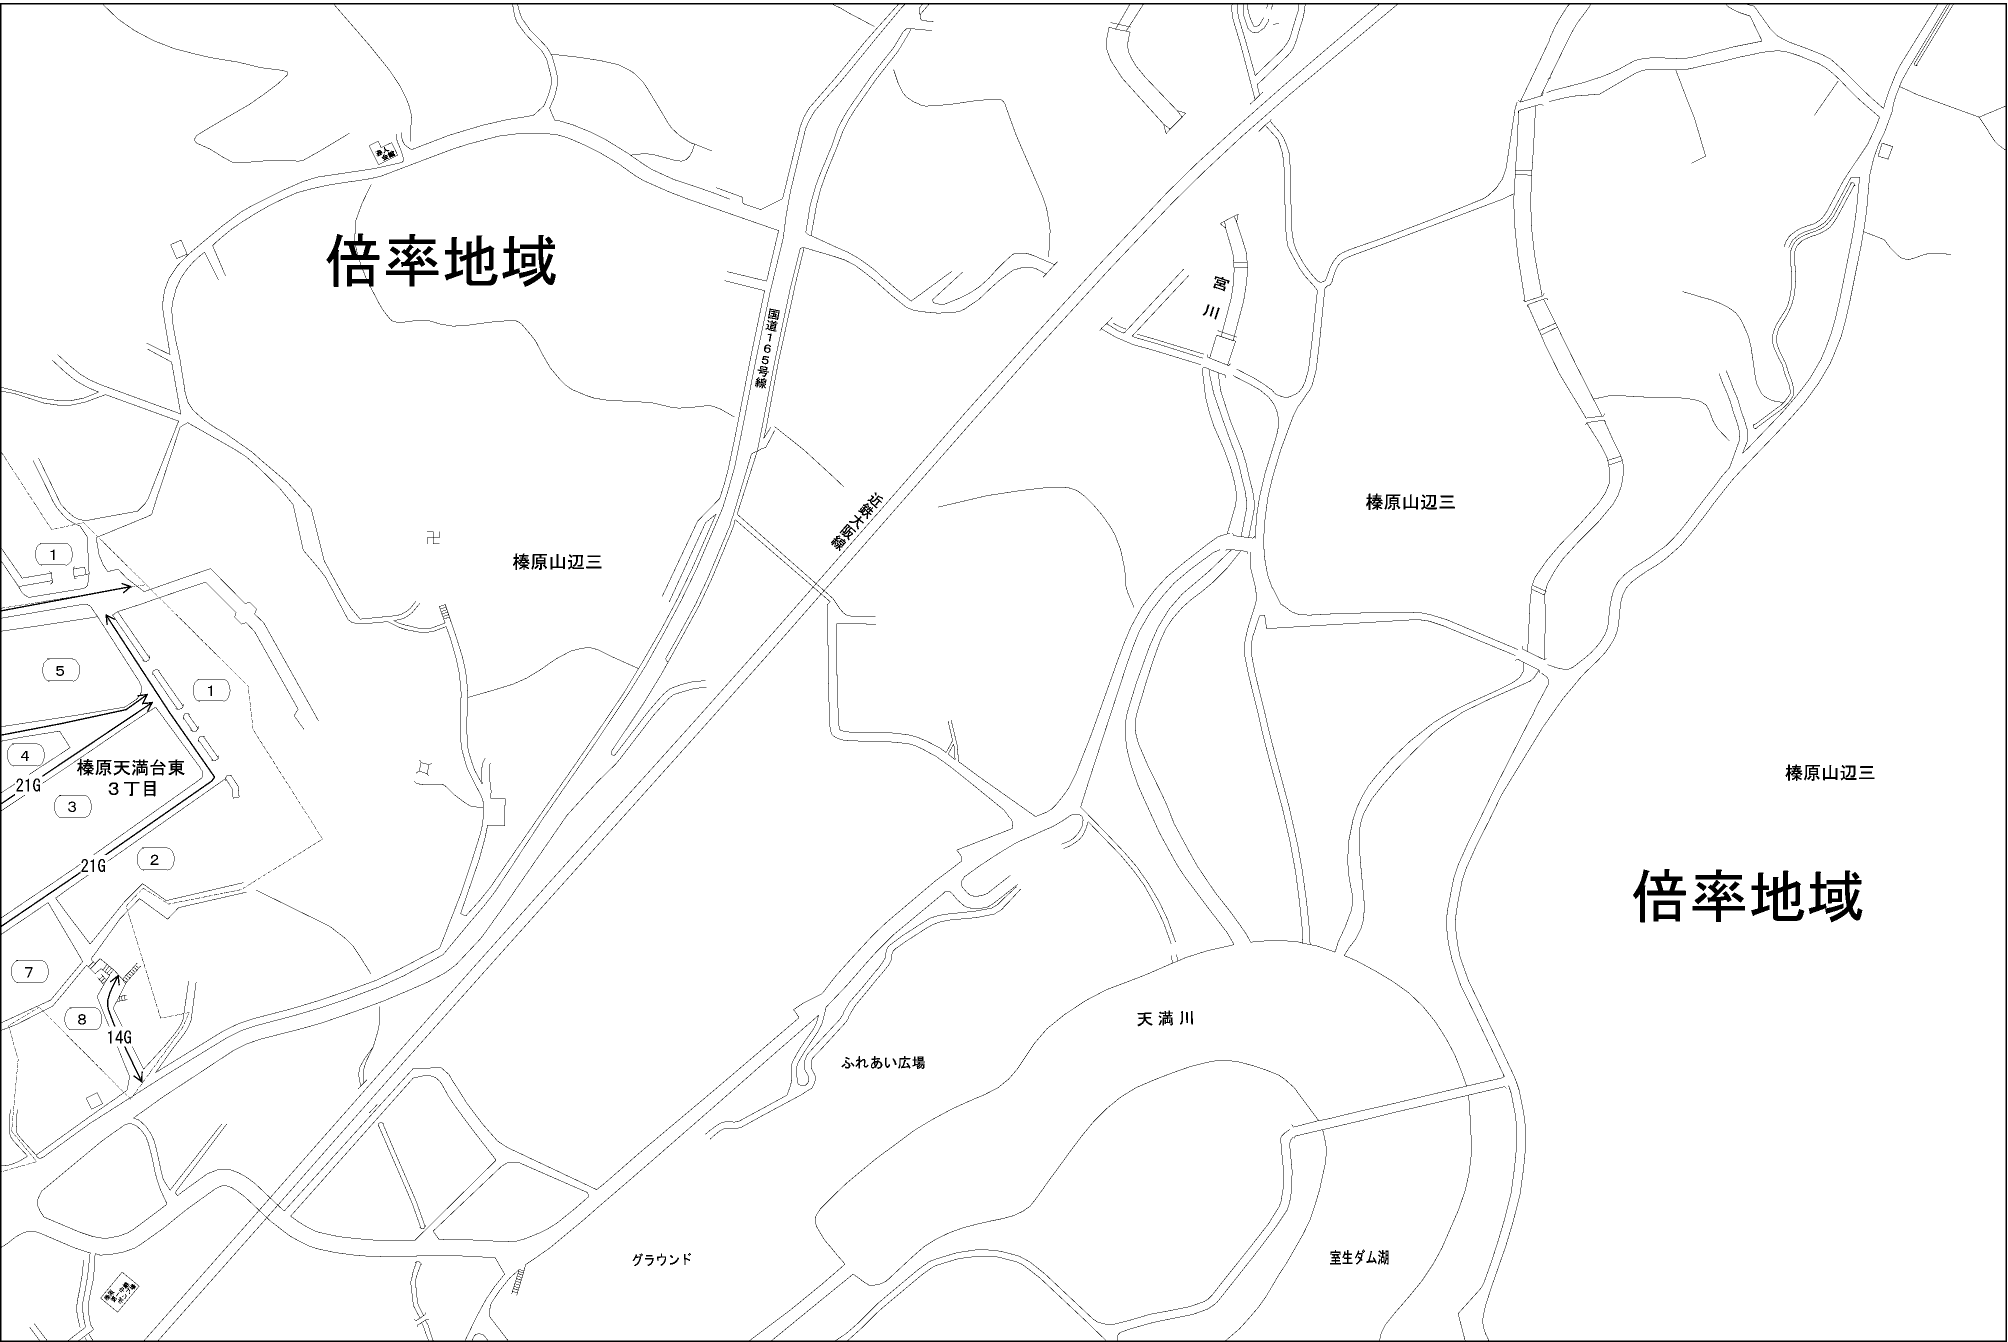 倍率地域
国道165号線
宮川
近鉄大阪線
榛原山辺三
榛原山辺三
1
5
1
4
榛原天満台東
3丁目
21G
3
21G
2
7
8
14G
榛原山辺三
倍率地域
天満川
ふれあい広場
グラウンド
室生ダム湖